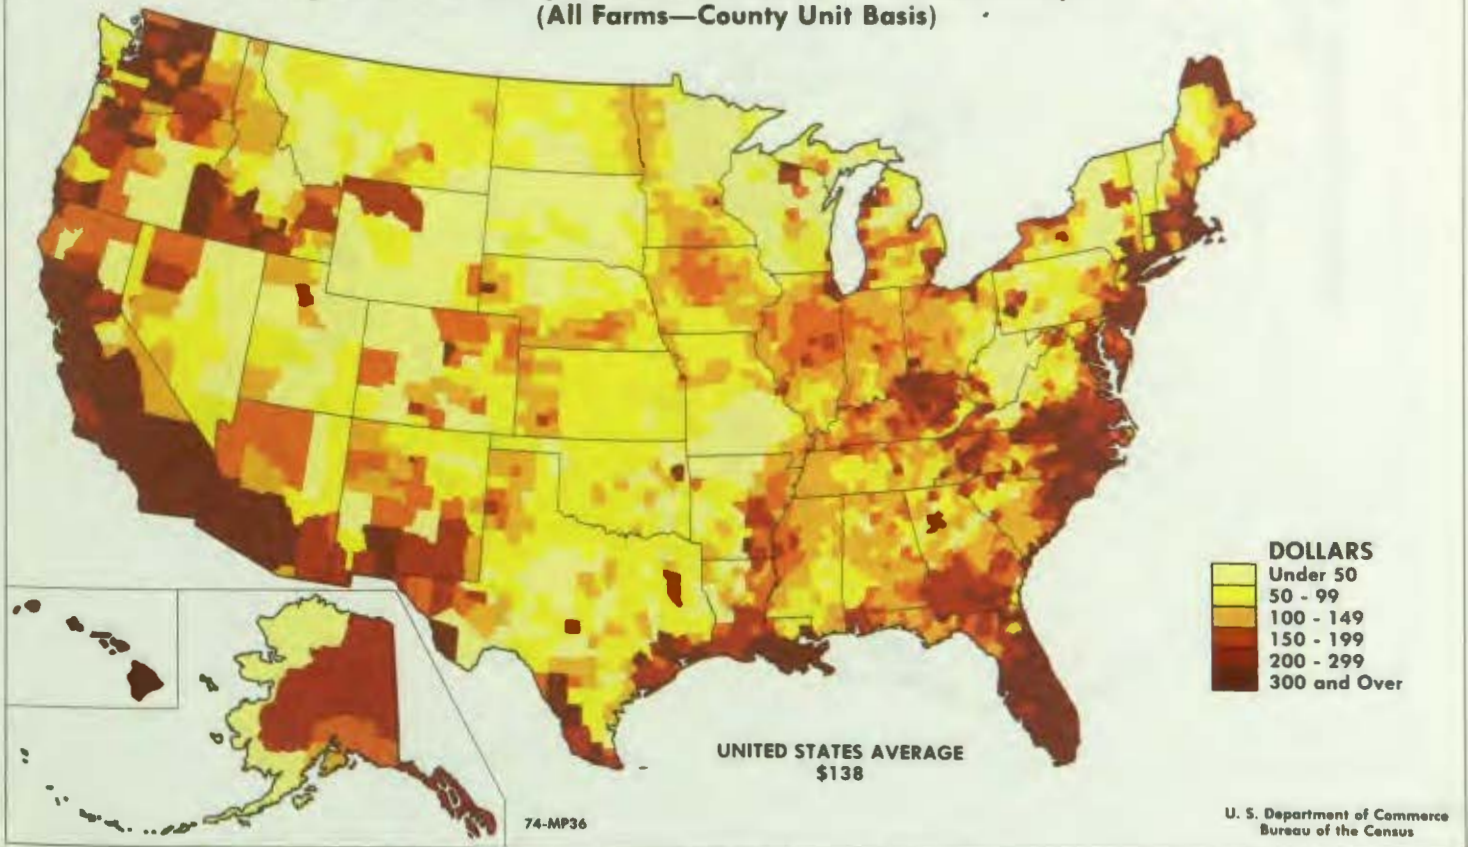 (All Farms—County Unit Basis)
DOLLARS
Under 50
50 - 99
100 - 149
150 - 199
200 - 299
300 and Over
UNITED STATES AVERAGE
$138
74-MP36
U. S. Department of Commerce
Bureau of the Census